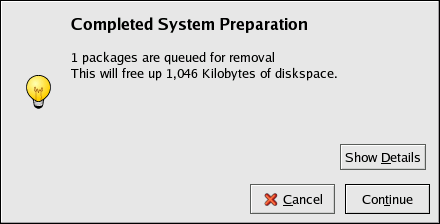 Completed System Preparation
1 packages are queued for removal
This will free up 1,046 Kilobytes of diskspace.
Show Details
Cancel
Continue